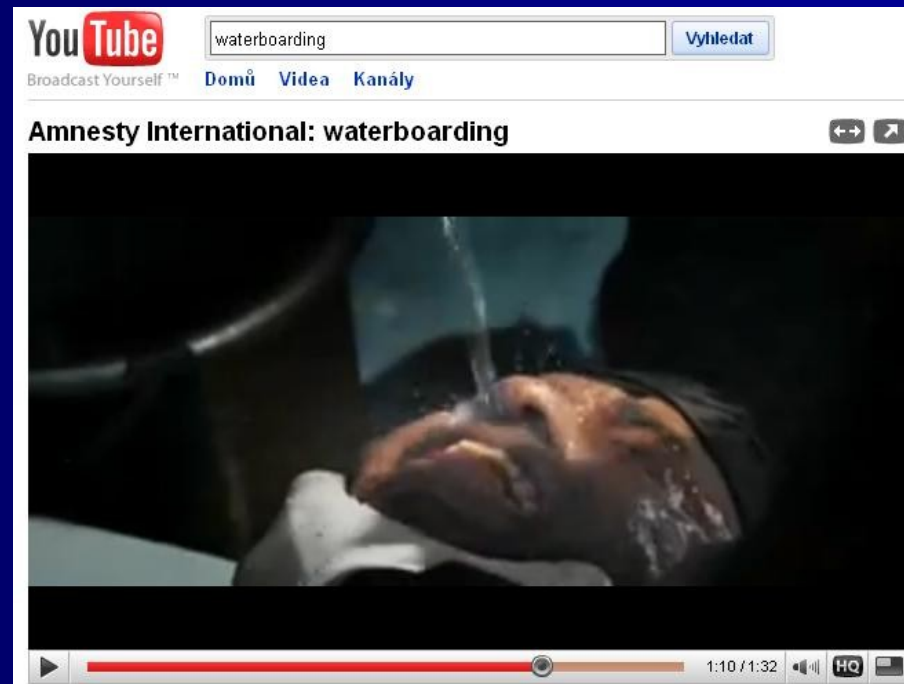 You Tube
waterboarding
Vyhledat
Broadcast Yourself ™
Domů Videa Kanály
Amnesty International: waterboarding
1:10 / 1:32
HQ